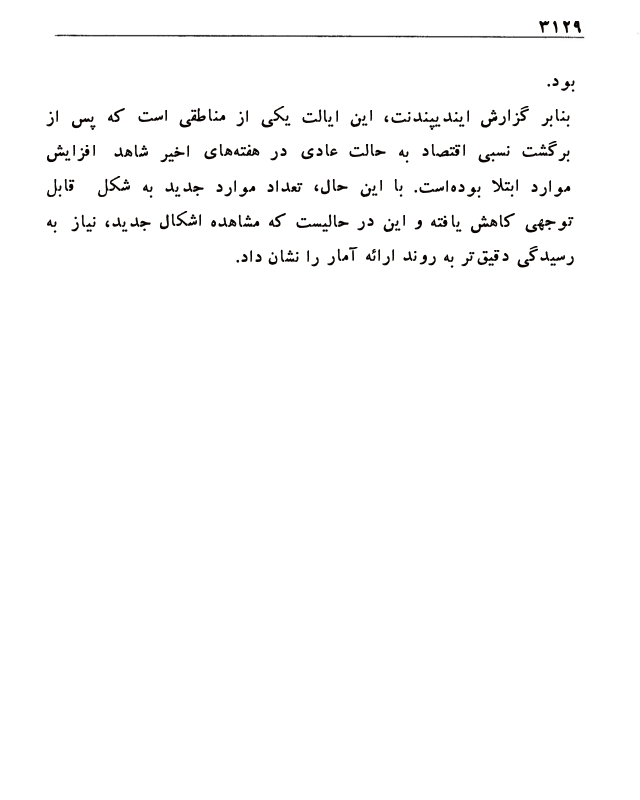 ۳۱۲۹
بود.
بنابر گزارش ایندیپندنت، این ایالت یکی از مناطقی است که پس از
برگشت نسبی اقتصاد به حالت عادی در هفته‌های اخیر شاهد افزایش
موارد ابتلا بوده‌است. با این حال، تعداد موارد جدید به شکل قابل
توجهی کاهش یافته و این در حالیست که مشاهده اشکال جدید، نیاز به
رسیدگی دقیق‌تر به روند ارائه آمار را نشان داد.